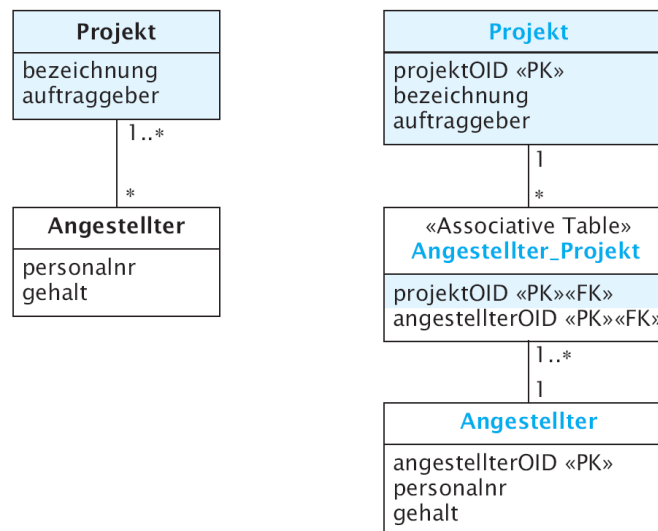 Projekt
bezeichnung
auftraggeber
1..*
*
Angestellter
personalnr
gehalt
Projekt
projektOID «PK»
bezeichnung
auftraggeber
1
*
«Associative Table»
Angestellter_Projekt
projektOID «PK»«FK»
angestellterOID «PK»«FK»
1..*
1
Angestellter
angestellterOID «PK»
personalnr
gehalt